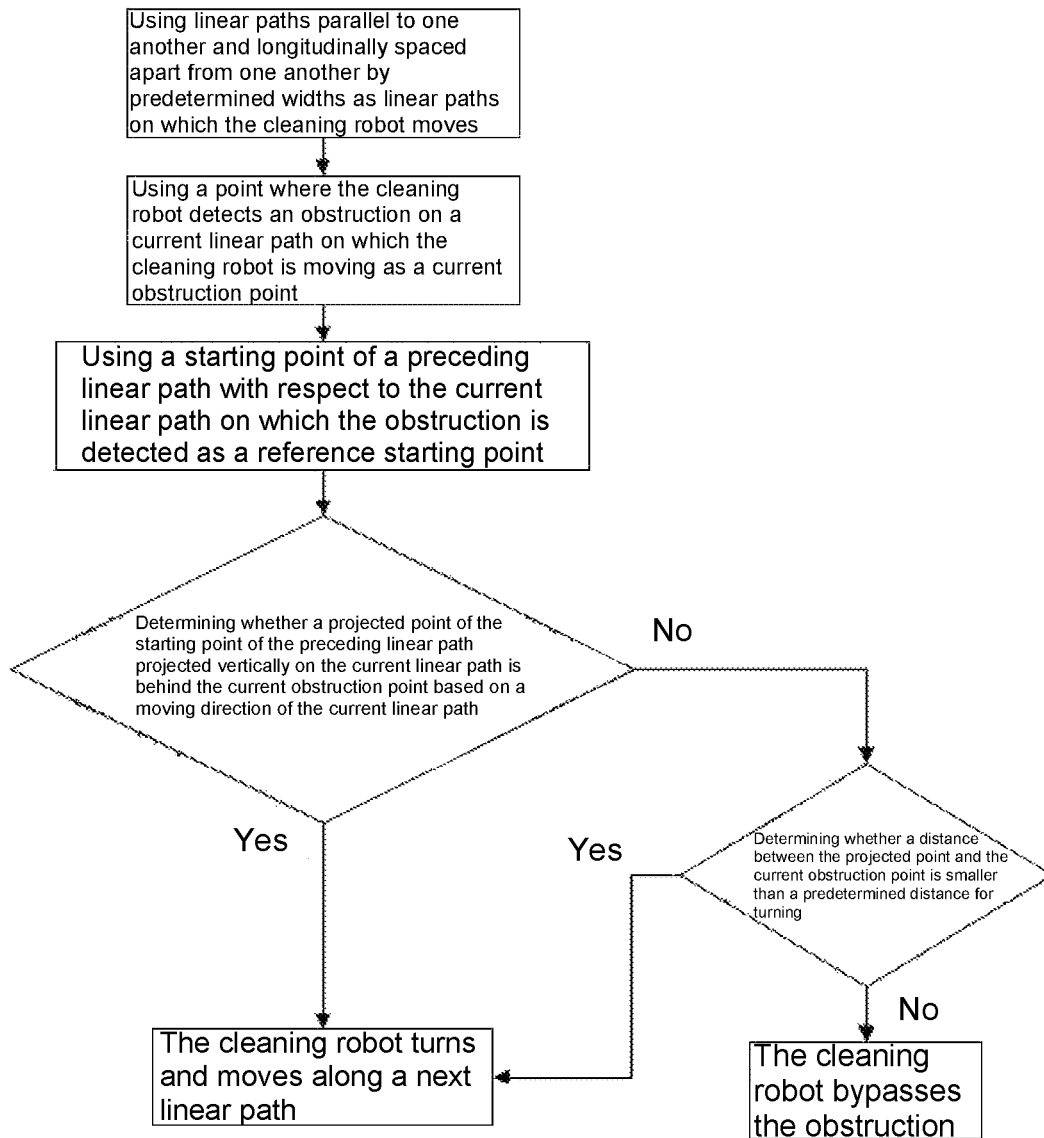 Using linear paths parallel to one
another and longitudinally spaced
apart from one another by
predetermined widths as linear paths
on which the cleaning robot moves
Using a point where the cleaning
robot detects an obstruction on a
current linear path on which the
cleaning robot is moving as a current
obstruction point
Using a starting point of a preceding
linear path with respect to the current
linear path on which the obstruction is
detected as a reference starting point
Determining whether a projected point of the
starting point of the preceding linear path
projected vertically on the current linear path is
behind the current obstruction point based on a
moving direction of the current linear path
No
Yes
Determining whether a distance
between the projected point and the
current obstruction point is smaller
than a predetermined distance for
turning
Yes
No
The cleaning robot turns
and moves along a next
linear path
The cleaning
robot bypasses
the obstruction